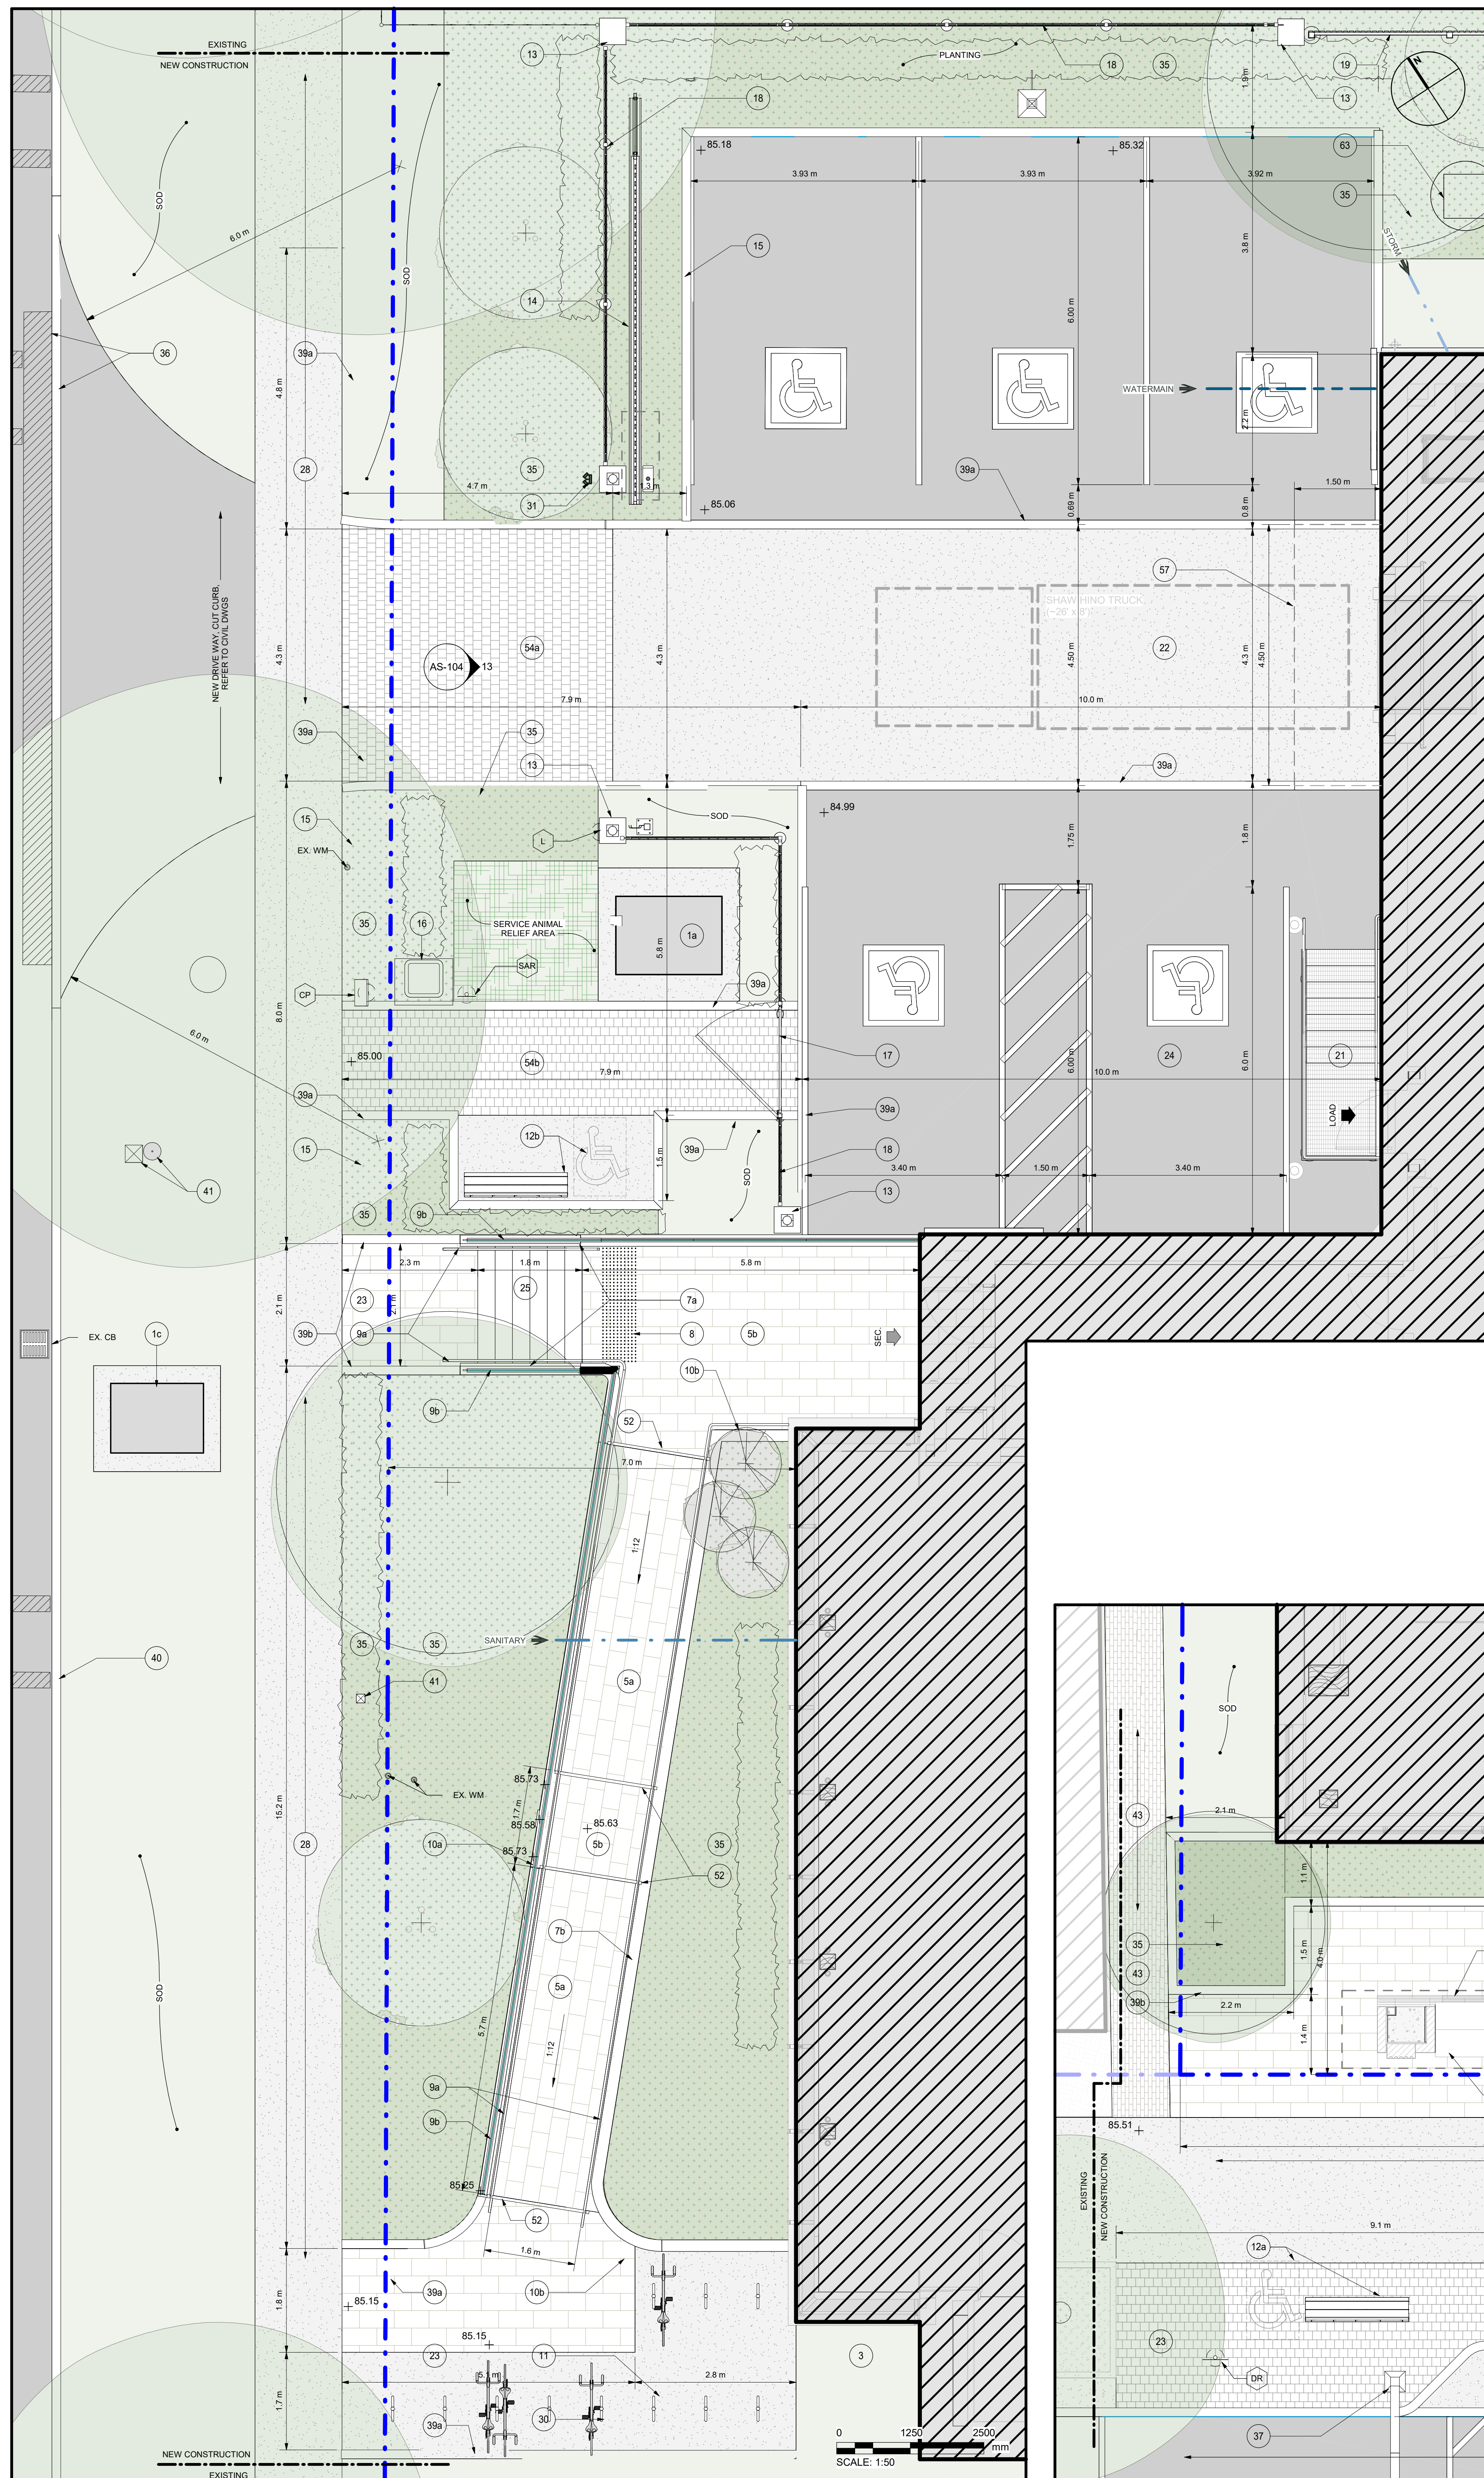 EXISTING
NEW CONSTRUCTION
13
PLANTING
18
35
19
N
13
1.9 m
18
SOD
6.0 m
SOD
85.18
85.32
63
3.93 m
3.93 m
3.92 m
35
STORM
15
3.8 m
14
6.00 m
36
39a
4.8 m
WATERMAIN
2.2 m
28
35
39a
4.7 m
1.3 m
1.50 m
31
85.06
0.69 m
0.8 m
57
NEW DRIVE WAY, CUT CURB,
REFER TO CIVIL DWGS
SHAW HINO TRUCK
(~26' x 8')
54a
22
AS-104
13
4.3 m
4.3 m
4.50 m
4.3 m
4.50 m
7.9 m
10.0 m
39a
35
13
39a
15
SOD
84.99
L
EX. WM
1.75 m
1.8 m
35
16
SERVICE ANIMAL
RELIEF AREA
1a
5.8 m
SAR
39a
CP
8.0 m
6.0 m
85.00
54b
17
24
21
7.9 m
6.00 m
10.0 m
6.0 m
39a
39a
LOAD
12b
15
39a
18
1.5 m
SOD
3.40 m
1.50 m
3.40 m
41
13
35
9b
2.3 m
1.8 m
5.8 m
25
23
2.1 m
2.1 m
7a
EX. CB
1c
39b
9a
8
5b
SEC.
10b
9b
52
7.0 m
1:12
40
35
35
SANITARY
41
5a
SOD
85.73
1.7 m
EX. WM
85.58
85.63
15.2 m
43
2.1 m
28
10a
85.73
5b
35
52
1.1 m
7b
35
1.5 m
4.0 m
43
5a
39b
2.2 m
SOD
5.7 m
1:12
1.4 m
9a
9b
85.51
85.25
52
EXISTING
NEW CONSTRUCTION
9.1 m
1.6 m
12a
39a
10b
1.8 m
85.15
85.15
23
11
3
23
5.1 m
2.8 m
DR
1.7 m
39a
30
0 1250 2500
mm
SCALE: 1:50
37
NEW CONSTRUCTION
EXISTING